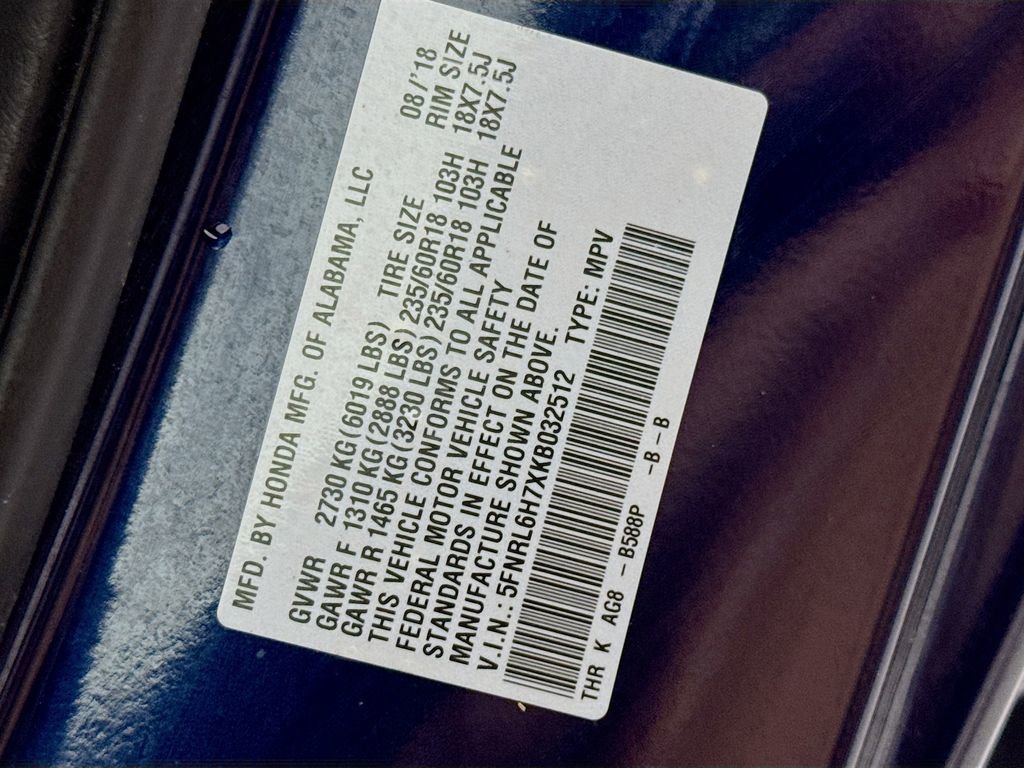 MFD. BY HONDA MFG. OF ALABAMA, LLC 08/'18
GVWR 2730 KG(6019 LBS) TIRE SIZE RIM SIZE
GAWR F 1310 KG(2888 LBS) 235/60R18 103H 18X7.5J
GAWR R 1465 KG(3230 LBS) 235/60R18 103H 18X7.5J
THIS VEHICLE CONFORMS TO ALL APPLICABLE
FEDERAL MOTOR VEHICLE SAFETY
STANDARDS IN EFFECT ON THE DATE OF
MANUFACTURE SHOWN ABOVE.
V.I.N.: 5FNRL6H7XKB032512 TYPE: MPV
THR K AG8 -B588P -B-B